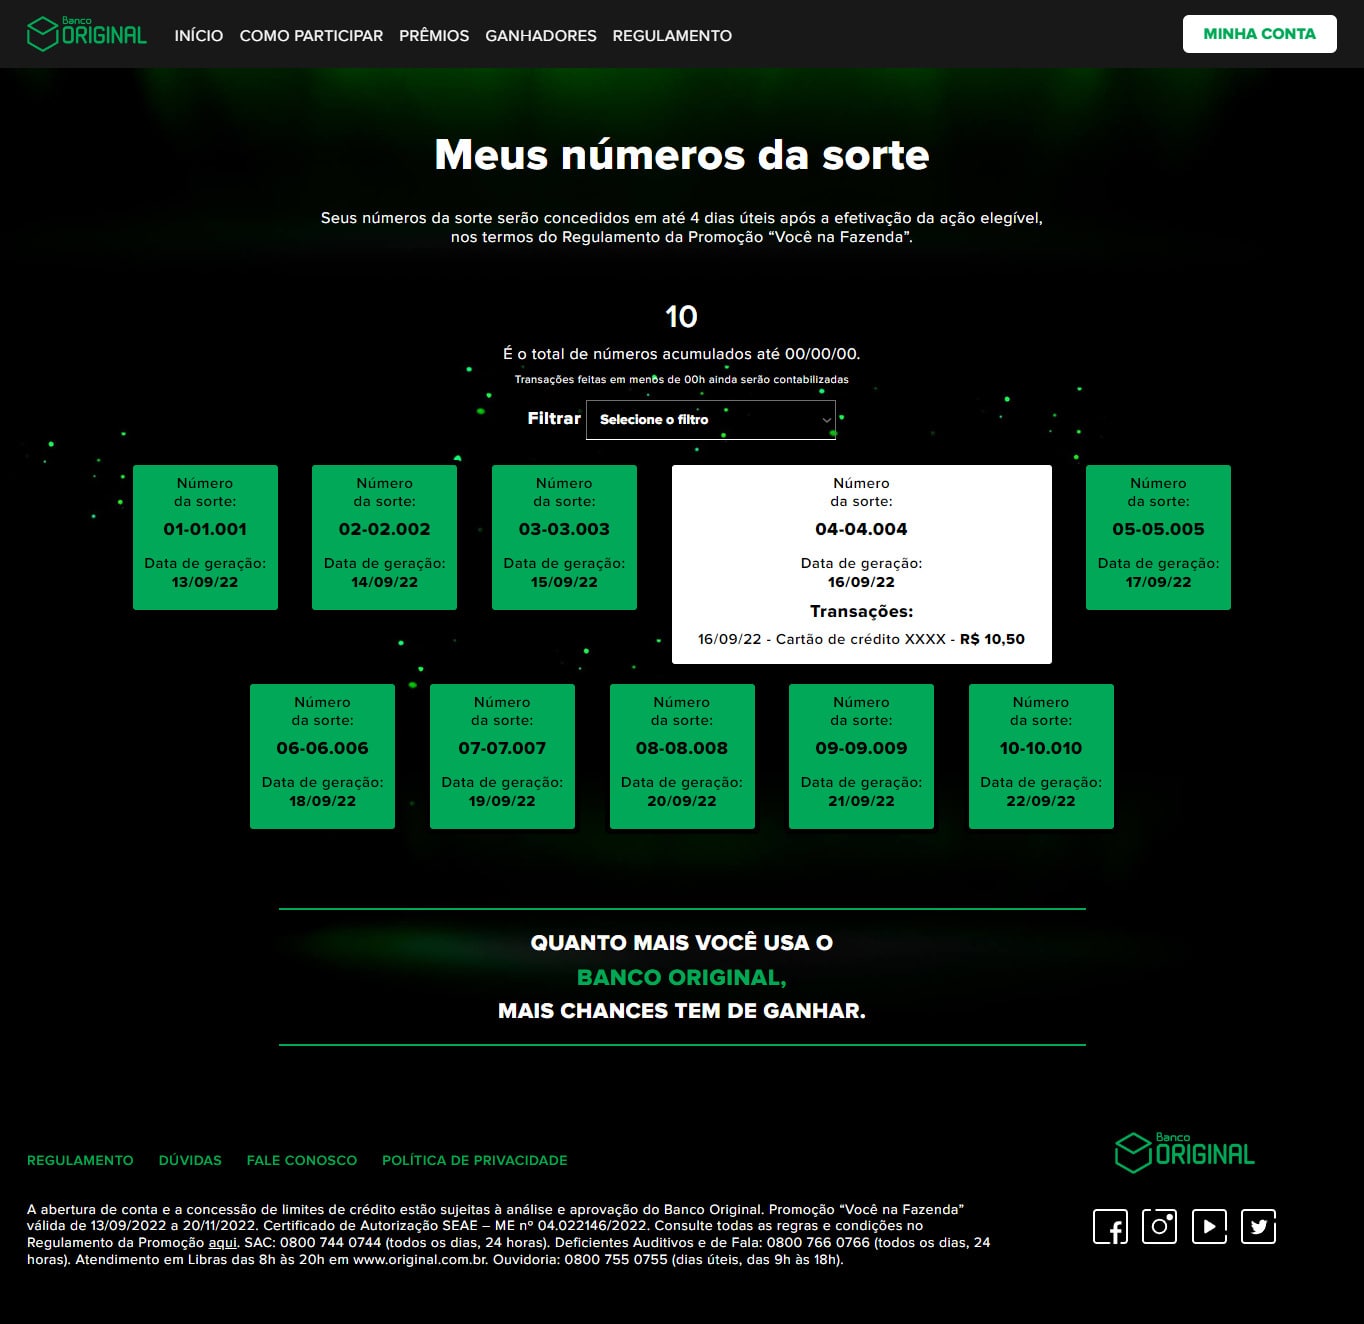 Banco
ORIGINAL
INÍCIO COMO PARTICIPAR PRÊMIOS GANHADORES REGULAMENTO
MINHA CONTA
Meus números da sorte
Seus números da sorte serão concedidos em até 4 dias úteis após a efetivação da ação elegível,
nos termos do Regulamento da Promoção “Você na Fazenda”.
10
É o total de números acumulados até 00/00/00.
Transações feitas em menos de 00h ainda serão contabilizadas
Filtrar Selecione o filtro
Número
da sorte:
01-01.001
Data de geração:
13/09/22
Número
da sorte:
02-02.002
Data de geração:
14/09/22
Número
da sorte:
03-03.003
Data de geração:
15/09/22
Número
da sorte:
04-04.004
Data de geração:
16/09/22
Transações:
16/09/22 - Cartão de crédito XXXX - R$ 10,50
Número
da sorte:
05-05.005
Data de geração:
17/09/22
Número
da sorte:
06-06.006
Data de geração:
18/09/22
Número
da sorte:
07-07.007
Data de geração:
19/09/22
Número
da sorte:
08-08.008
Data de geração:
20/09/22
Número
da sorte:
09-09.009
Data de geração:
21/09/22
Número
da sorte:
10-10.010
Data de geração:
22/09/22
QUANTO MAIS VOCÊ USA O
BANCO ORIGINAL,
MAIS CHANCES TEM DE GANHAR.
REGULAMENTO DÚVIDAS FALE CONOSCO POLÍTICA DE PRIVACIDADE
Banco
ORIGINAL
A abertura de conta e a concessão de limites de crédito estão sujeitas à análise e aprovação do Banco Original. Promoção “Você na Fazenda”
válida de 13/09/2022 a 20/11/2022. Certificado de Autorização SEAE – ME nº 04.022146/2022. Consulte todas as regras e condições no
Regulamento da Promoção aqui. SAC: 0800 744 0744 (todos os dias, 24 horas). Deficientes Auditivos e de Fala: 0800 766 0766 (todos os dias, 24
horas). Atendimento em Libras das 8h às 20h em www.original.com.br. Ouvidoria: 0800 755 0755 (dias úteis, das 9h às 18h).